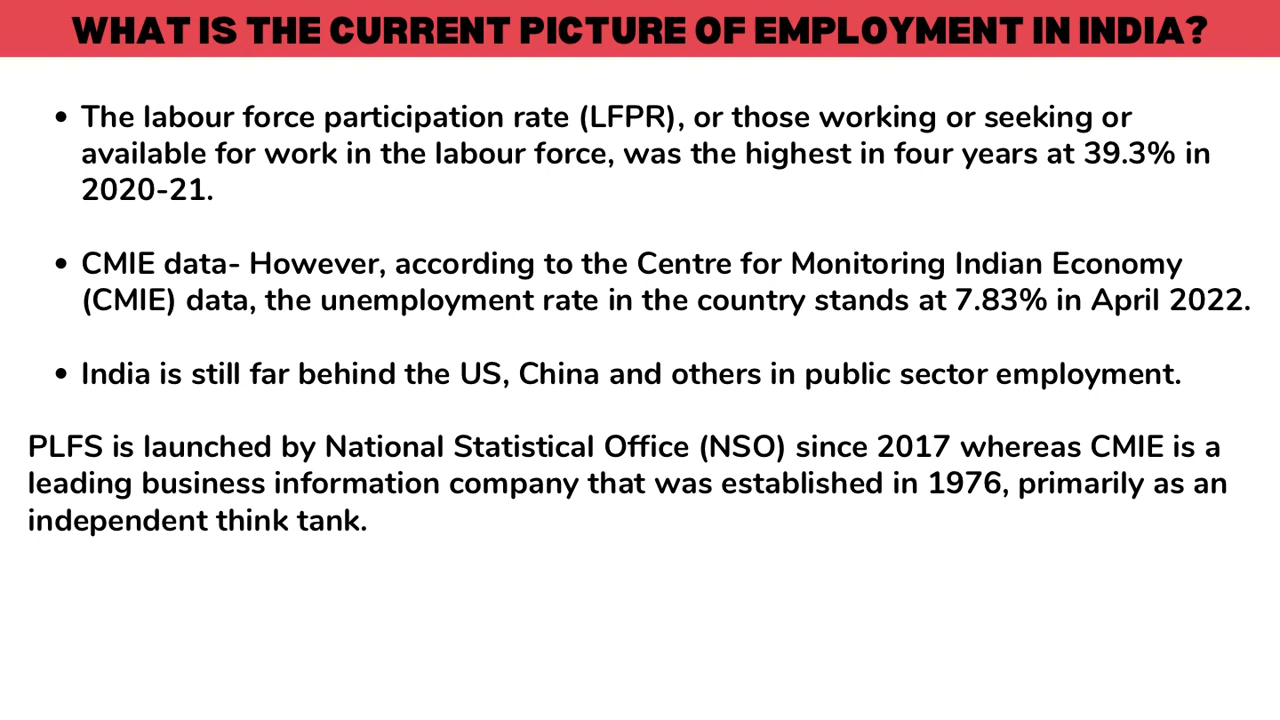 WHAT IS THE CURRENT PICTURE OF EMPLOYMENT IN INDIA?
• The labour force participation rate (LFPR), or those working or seeking or
available for work in the labour force, was the highest in four years at 39.3% in
2020-21.
• CMIE data- However, according to the Centre for Monitoring Indian Economy
(CMIE) data, the unemployment rate in the country stands at 7.83% in April 2022.
• India is still far behind the US, China and others in public sector employment.
PLFS is launched by National Statistical Office (NSO) since 2017 whereas CMIE is a
leading business information company that was established in 1976, primarily as an
independent think tank.